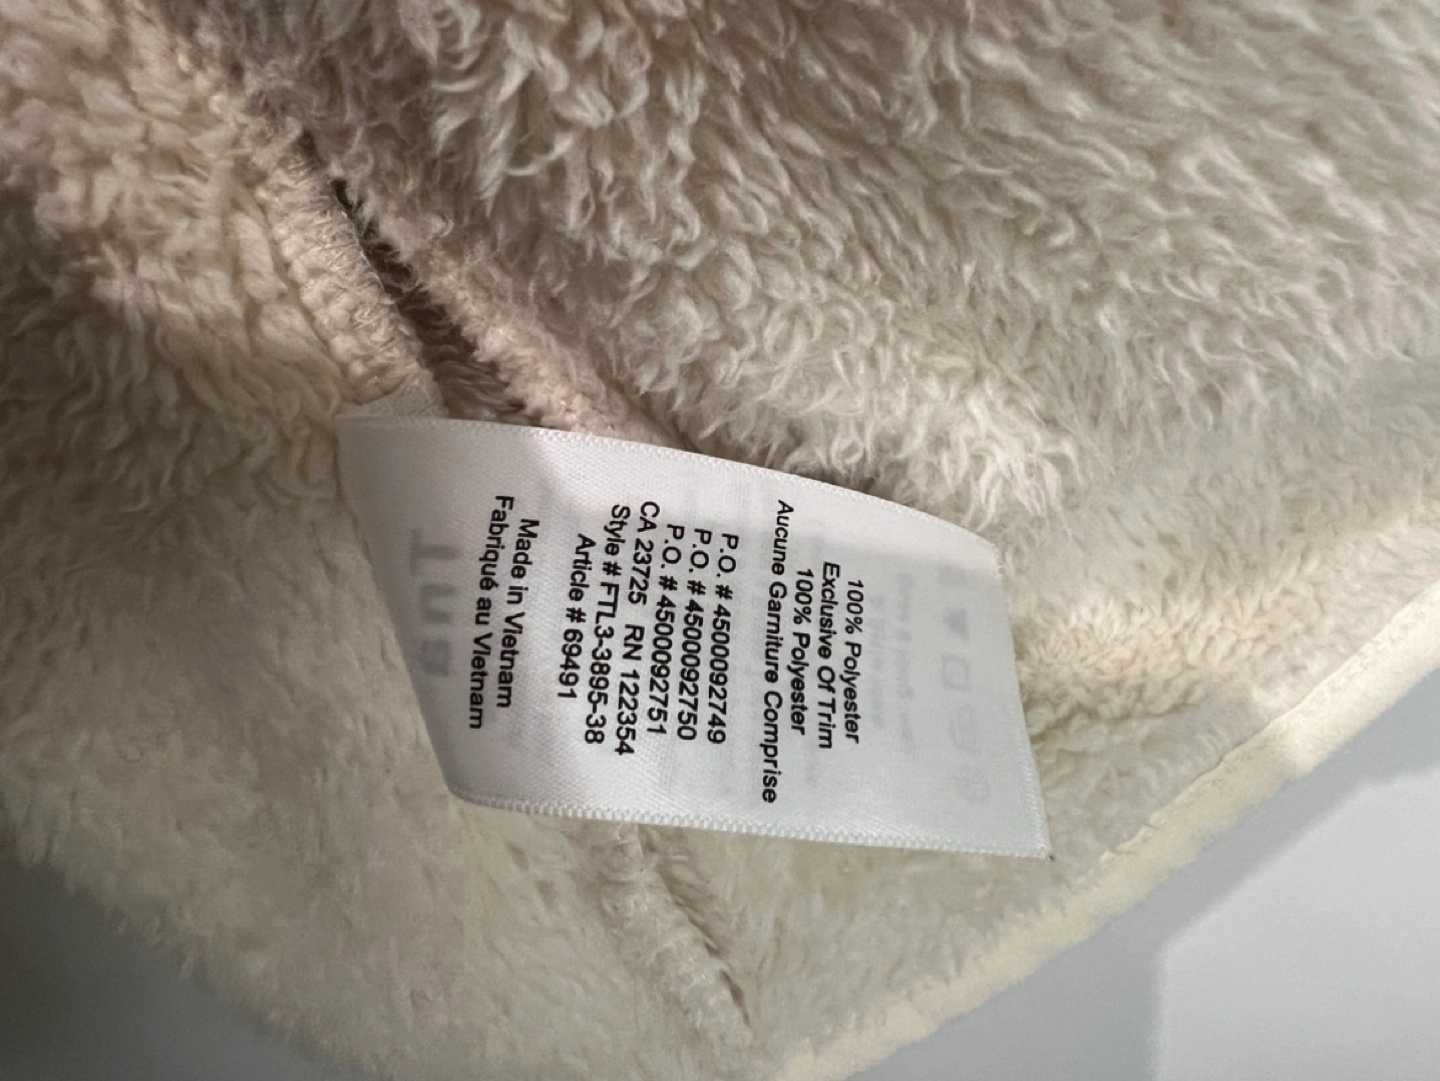 100% Polyester
Exclusive Of Trim
100% Polyester
Aucune Garniture Comprise
P.O. # 4500092749
P.O. # 4500092750
P.O. # 4500092751
CA 23725 RN 122354
Style # FTL3-3895-38
Article # 69491
Made in Vietnam
Fabriqué au Vietnam